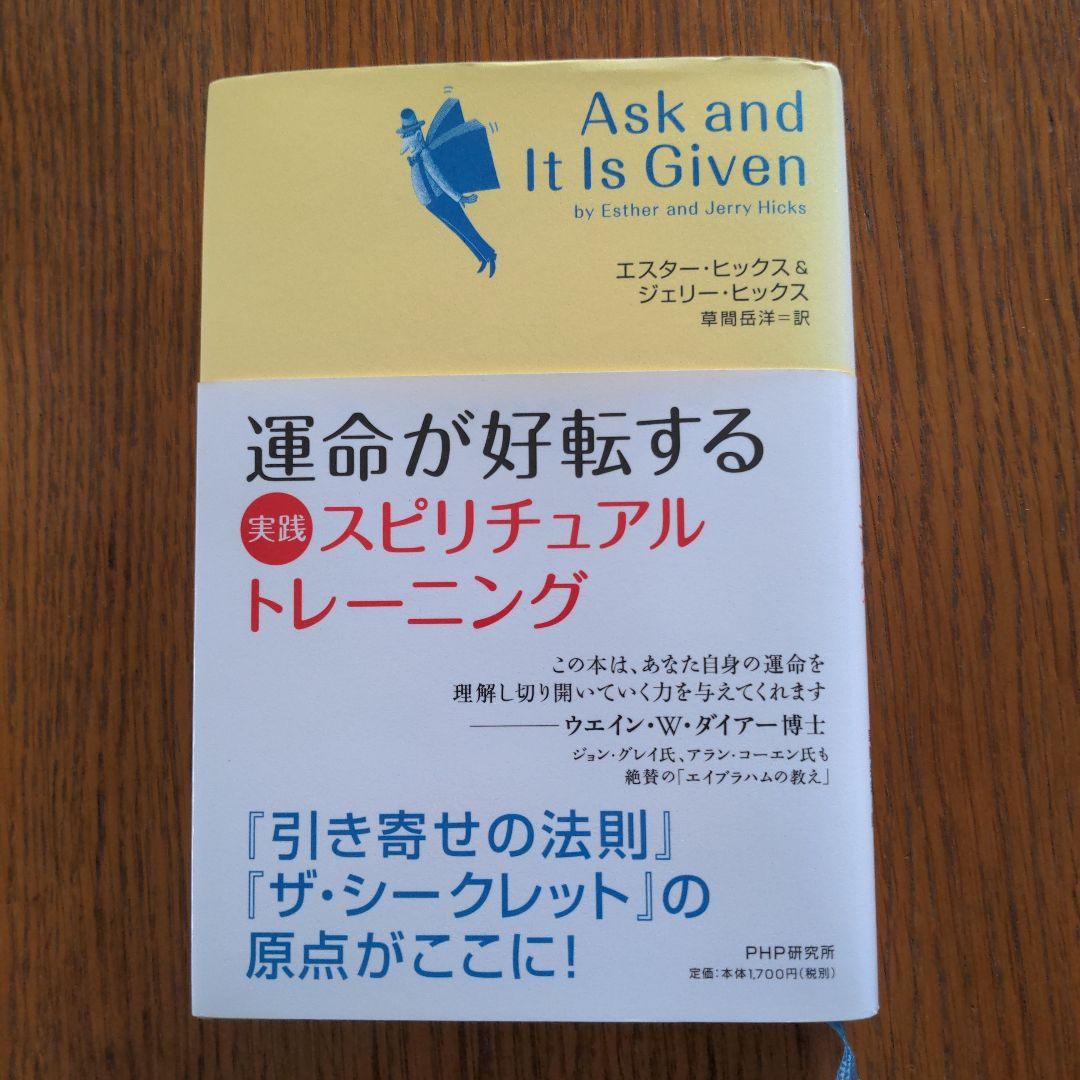 Ask and
It Is Given
by Esther and Jerry Hicks
エスター・ヒックス&
ジェリー・ヒックス
草間岳洋=訳
運命が好転する
実践 スピリチュアル
トレーニング
この本は、あなた自身の運命を
理解し切り開いていく力を与えてくれます
――ウエイン・W・ダイアー博士
ジョン・グレイ氏、アラン・コーエン氏も
絶賛の「エイブラハムの教え」
『引き寄せの法則』
『ザ・シークレット』の
原点がここに!
PHP研究所
定価:本体1,700円(税別)